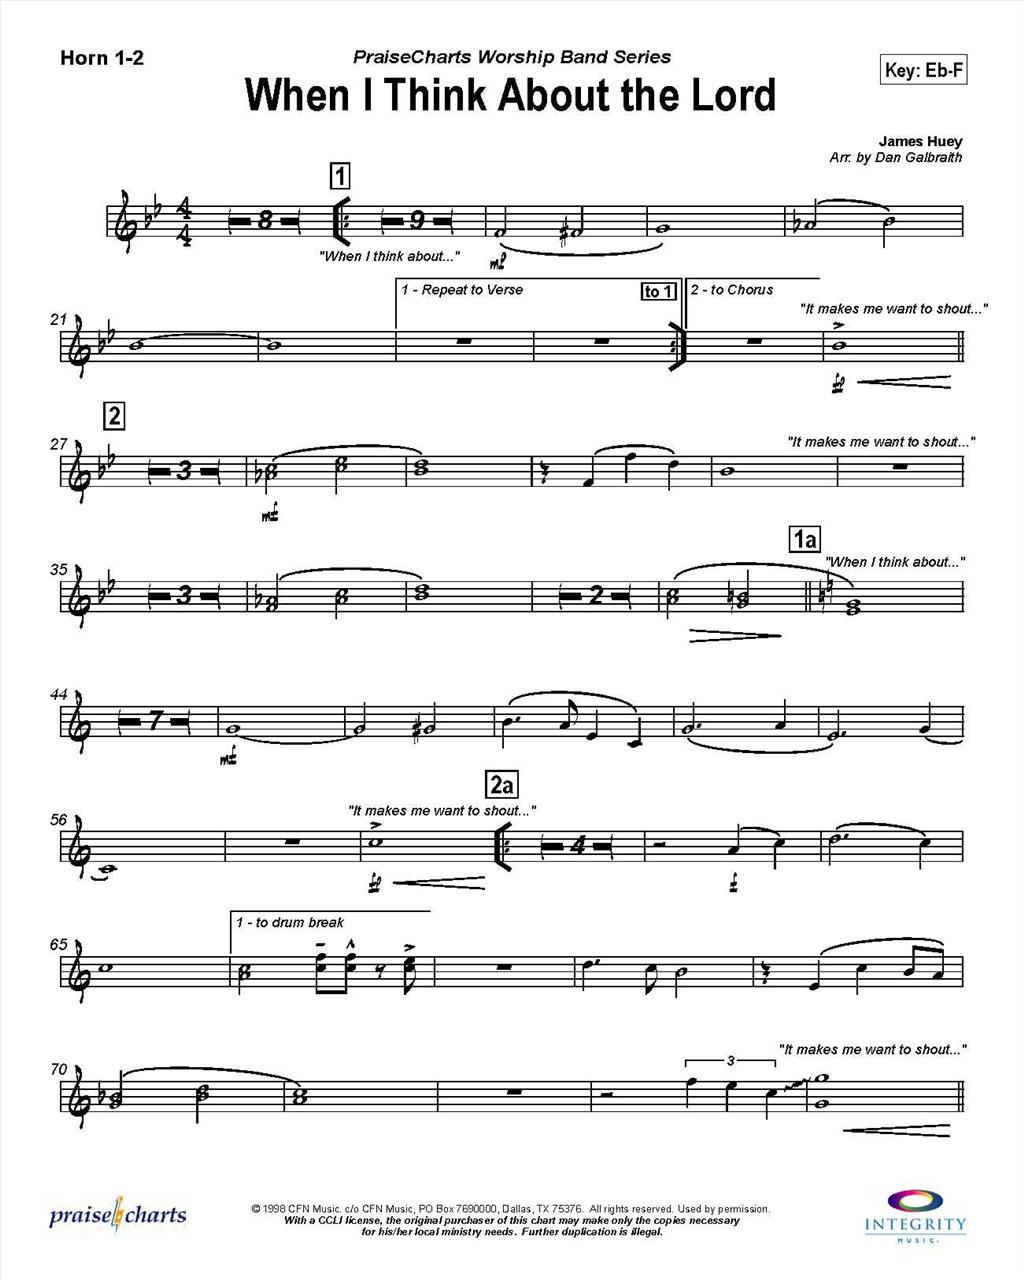 Horn 1-2
PraiseCharts Worship Band Series
When I Think About the Lord
Key: Eb-F
James Huey
Arr. by Dan Galbraith
1
4
4
8
9
"When I think about..."
mf
1 - Repeat to Verse
to 1
2 - to Chorus
"It makes me want to shout..."
21
fp
2
27
3
"It makes me want to shout..."
mf
1a
35
3
2
"When I think about..."
44
7
mf
2a
"It makes me want to shout..."
56
4
fp
f
1 - to drum break
65
"It makes me want to shout..."
70
3
praisecharts
© 1998 CFN Music. c/o CFN Music, PO Box 7690000, Dallas, TX 75376. All rights reserved. Used by permission.
With a CCLI license, the original purchaser of this chart may make only the copies necessary
for his/her local ministry needs. Further duplication is illegal.
INTEGRITY
MUSIC.